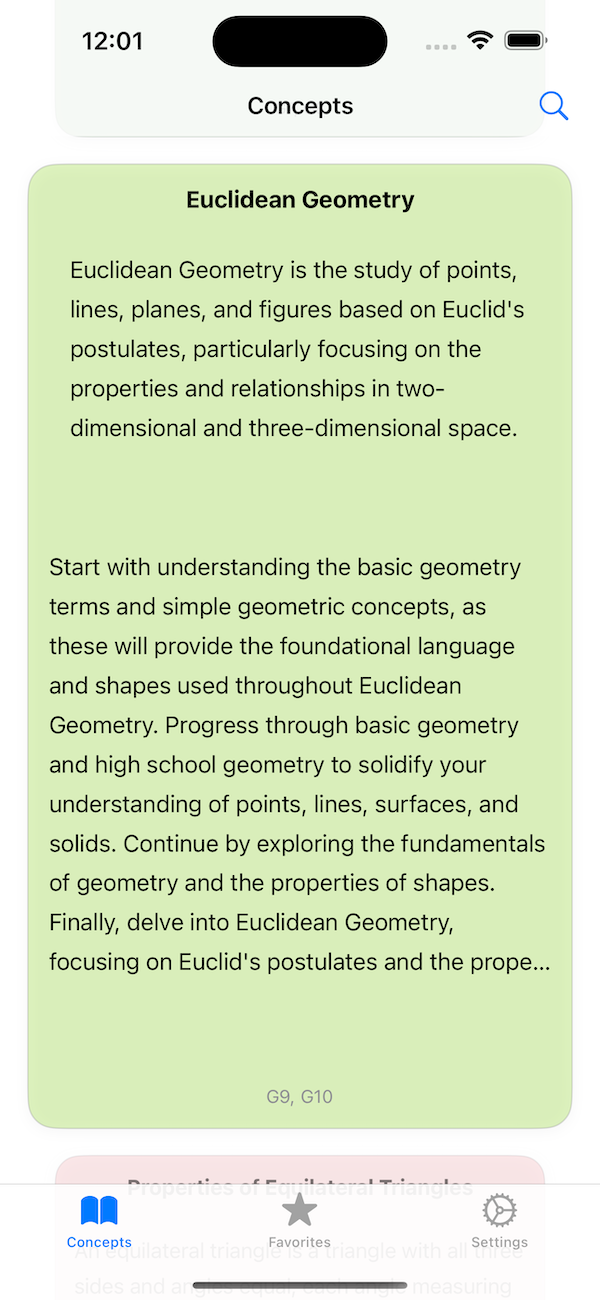 12:01
Concepts
Euclidean Geometry
Euclidean Geometry is the study of points,
lines, planes, and figures based on Euclid's
postulates, particularly focusing on the
properties and relationships in two-
dimensional and three-dimensional space.
Start with understanding the basic geometry
terms and simple geometric concepts, as
these will provide the foundational language
and shapes used throughout Euclidean
Geometry. Progress through basic geometry
and high school geometry to solidify your
understanding of points, lines, surfaces, and
solids. Continue by exploring the fundamentals
of geometry and the properties of shapes.
Finally, delve into Euclidean Geometry,
focusing on Euclid's postulates and the prope...
G9, G10
Properties of Equilateral Triangles
Concepts Favorites Settings
An equilateral triangle is a triangle with all three
sides and angles equal, each angle measuring